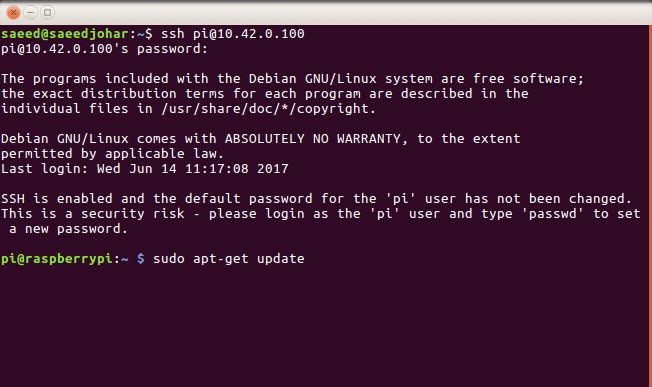 saeed@saeedjohar:~$ ssh pi@10.42.0.100
pi@10.42.0.100's password:
The programs included with the Debian GNU/Linux system are free software;
the exact distribution terms for each program are described in the
individual files in /usr/share/doc/*/copyright.
Debian GNU/Linux comes with ABSOLUTELY NO WARRANTY, to the extent
permitted by applicable law.
Last login: Wed Jun 14 11:17:08 2017
SSH is enabled and the default password for the 'pi' user has not been changed.
This is a security risk - please login as the 'pi' user and type 'passwd' to set
 a new password.
pi@raspberrypi:~ $ sudo apt-get update